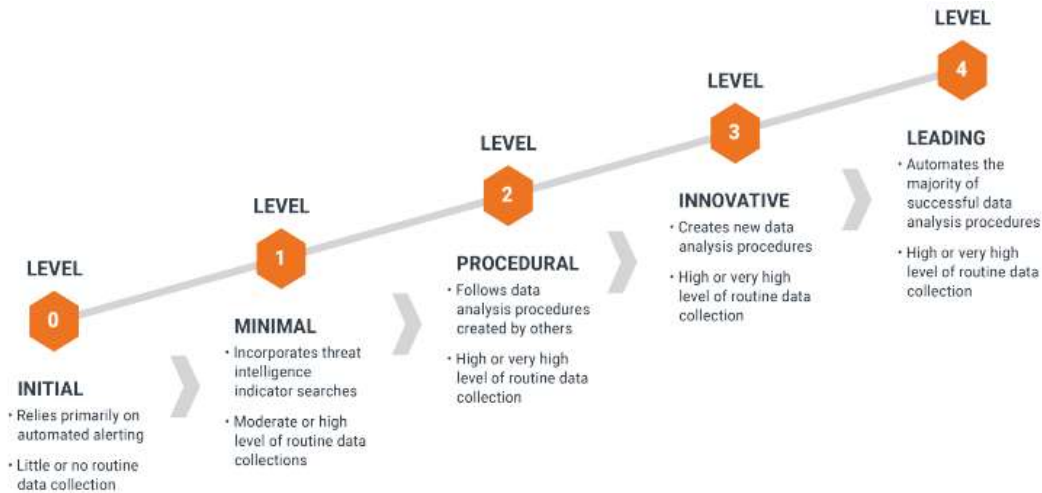 LEVEL
0
INITIAL
• Relies primarily on
automated alerting
• Little or no routine
data collection
LEVEL
1
MINIMAL
• Incorporates threat
intelligence
indicator searches
• Moderate or high
level of routine data
collections
LEVEL
2
PROCEDURAL
• Follows data
analysis procedures
created by others
• High or very high
level of routine data
collection
LEVEL
3
INNOVATIVE
• Creates new data
analysis procedures
• High or very high
level of routine data
collection
LEVEL
4
LEADING
• Automates the
majority of
successful data
analysis procedures
• High or very high
level of routine data
collection